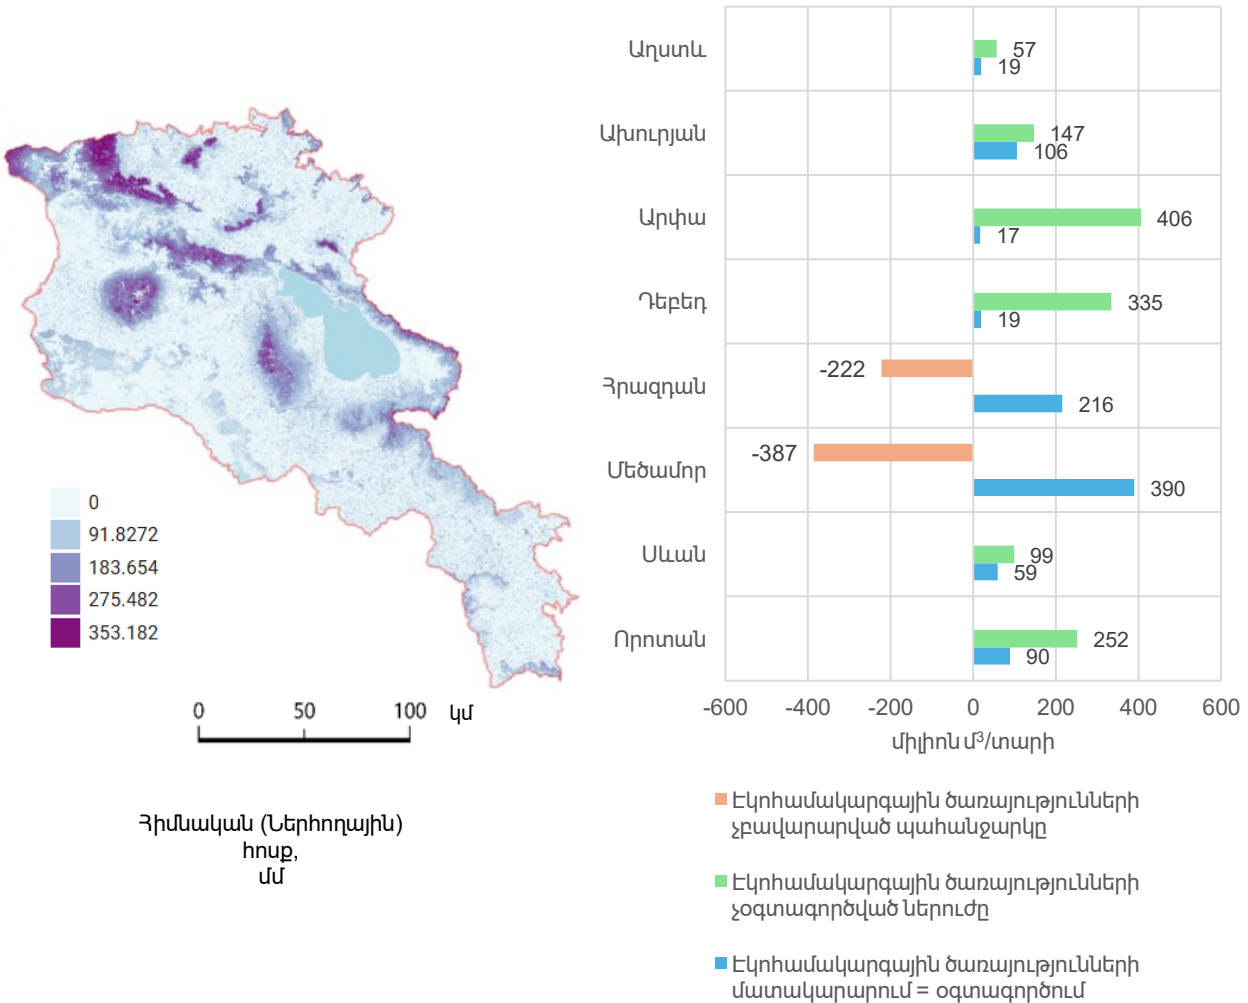 0
91.8272
183.654
275.482
353.182
0 50 100 կմ
Հիմնական (Ներհողային)
հոսք,
մմ
Աղստև 57
19
Ախուրյան 147
106
Արփա 406
17
Դեբեդ 335
19
Հրազդան -222
216
Մեծամոր -387
390
Սևան 99
59
Որոտան 252
90
-600 -400 -200 0 200 400 600
միլիոն մ³/տարի
Էկոհամակարգային ծառայությունների
չբավարարված պահանջարկը
Էկոհամակարգային ծառայությունների
չօգտագործված ներուժը
Էկոհամակարգային ծառայությունների
մատակարարում = օգտագործում